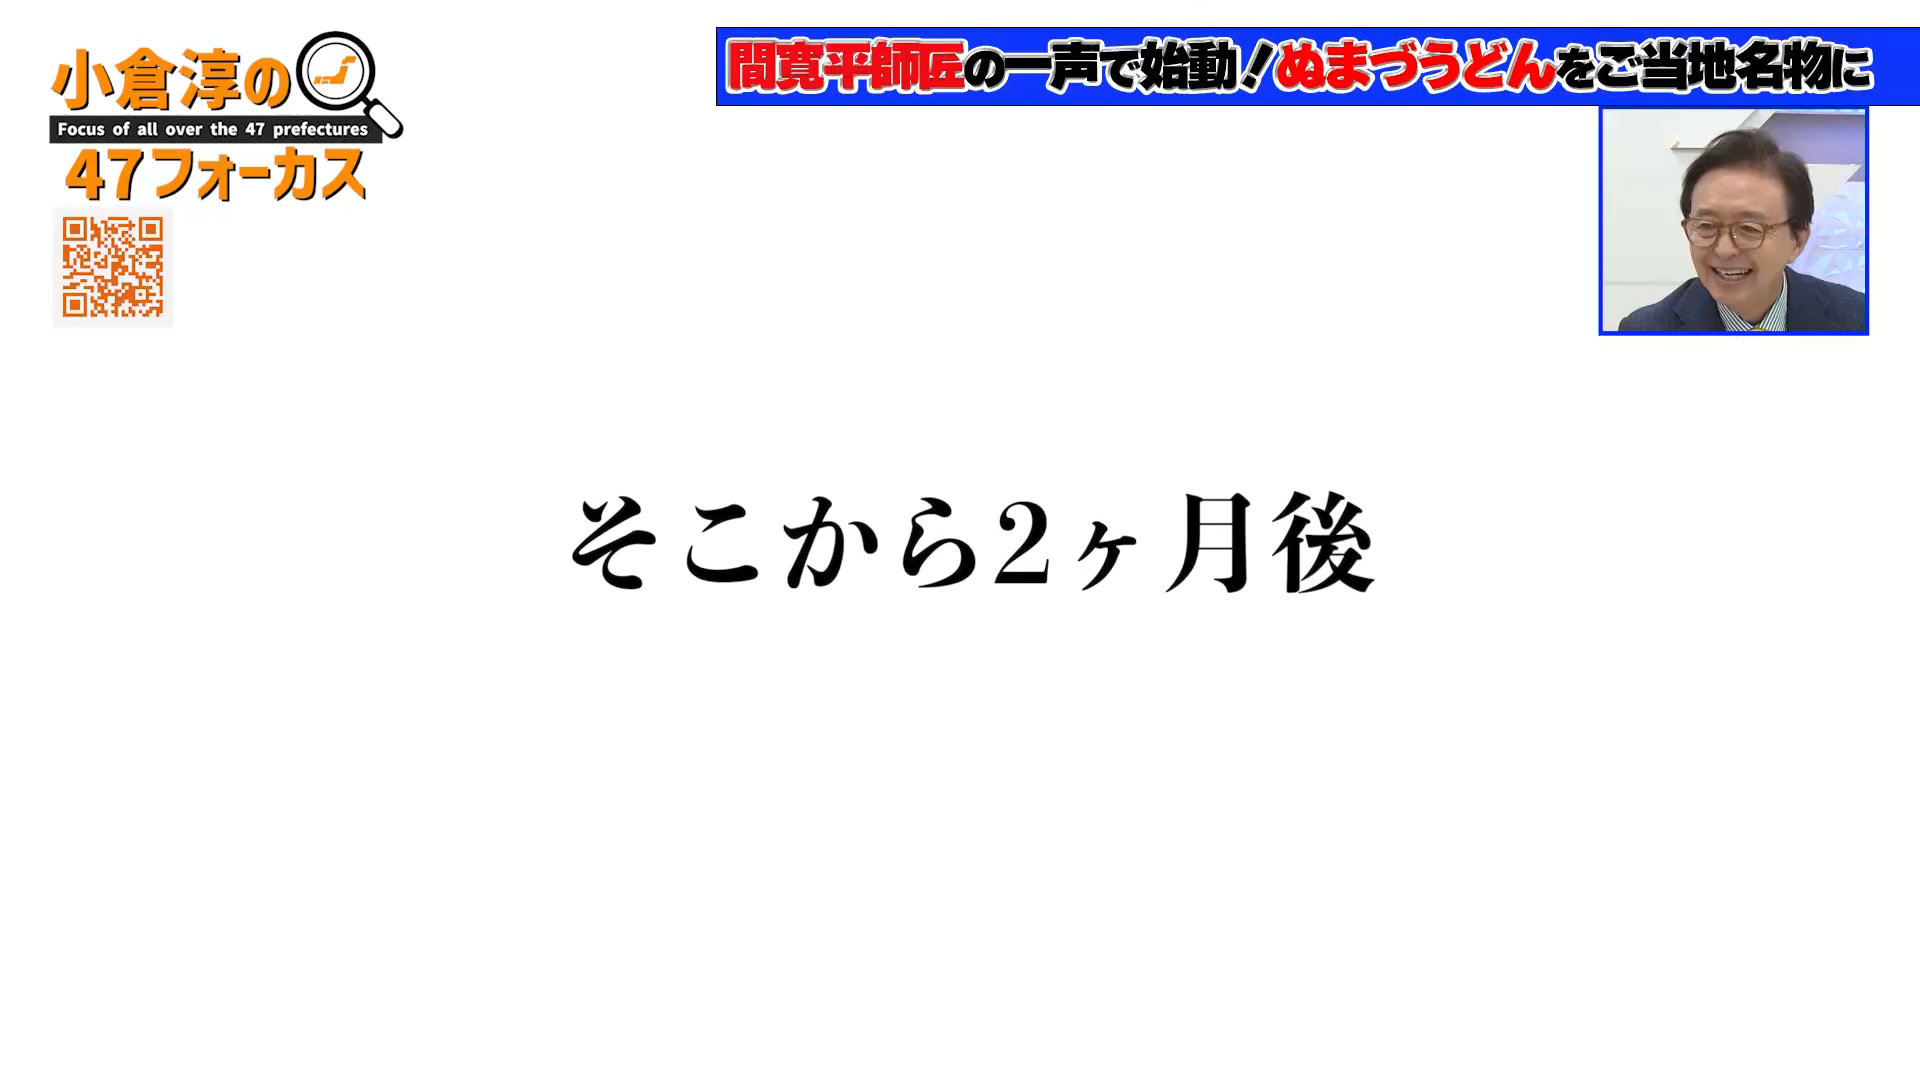 小倉淳の
Focus of all over the 47 prefectures
47フォーカス
間寛平師匠の一声で始動！ぬまづうどんをご当地名物に
そこから2ヶ月後